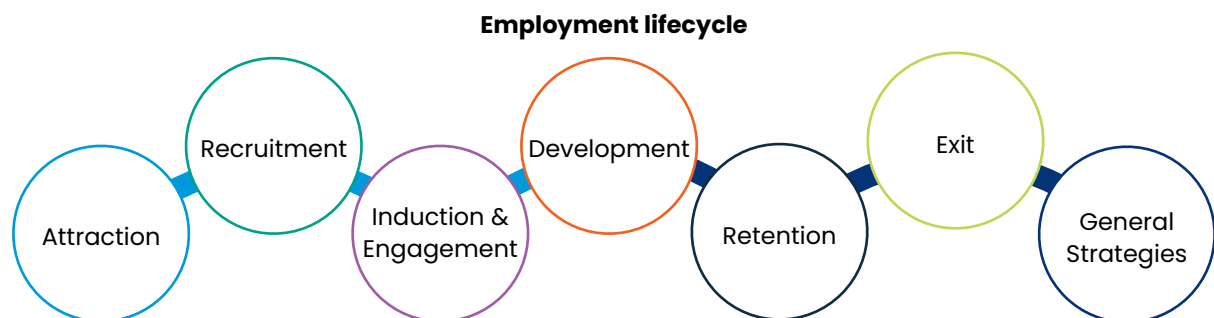 Employment lifecycle
Attraction
Recruitment
Induction &
Engagement
Development
Retention
Exit
General
Strategies